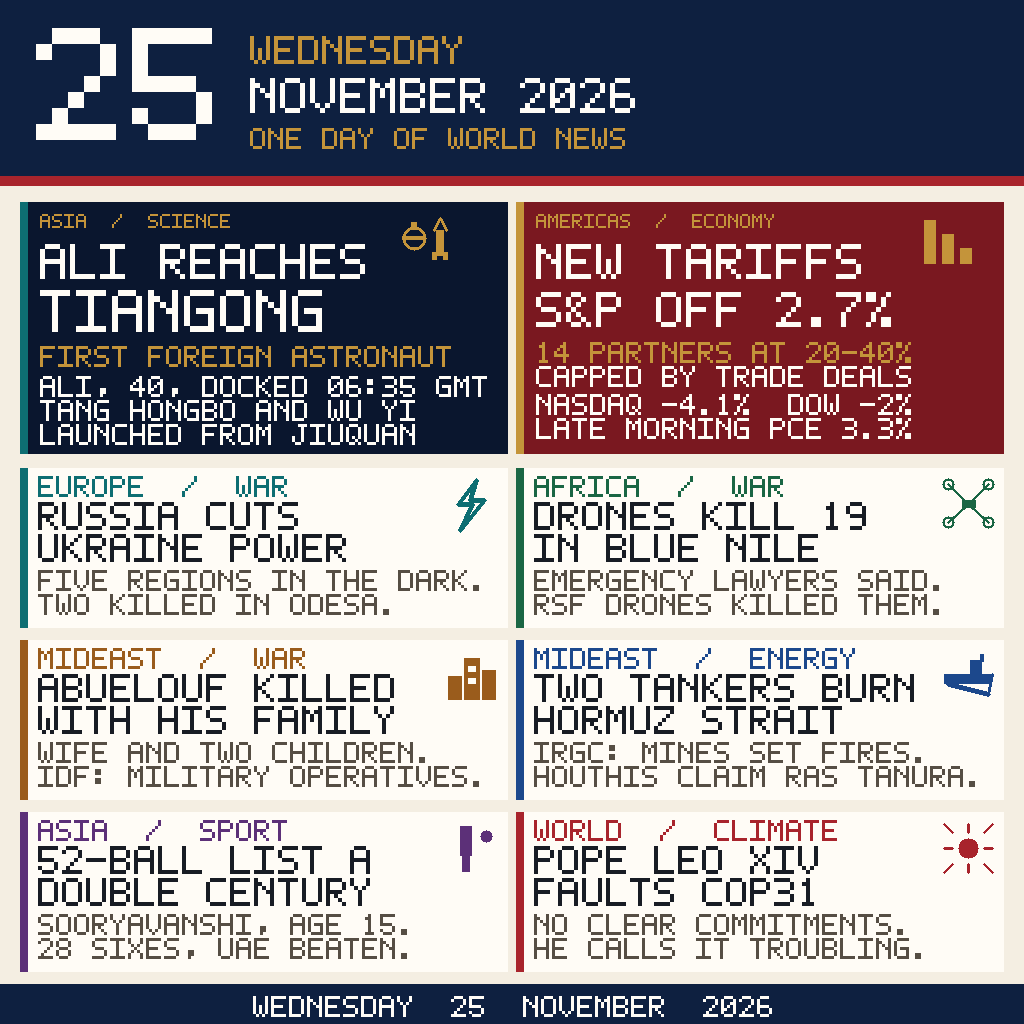 25
WEDNESDAY
NOVEMBER 2026
ONE DAY OF WORLD NEWS
ASIA / SCIENCE
ALI REACHES
TIANGONG
FIRST FOREIGN ASTRONAUT
ALI, 40, DOCKED 06:35 GMT
TANG HONGBO AND WU YI
LAUNCHED FROM JIUQUAN
AMERICAS / ECONOMY
NEW TARIFFS
S&P OFF 2.7%
14 PARTNERS AT 20-40%
CAPPED BY TRADE DEALS
NASDAQ -4.1% DOW -2%
LATE MORNING PCE 3.3%
EUROPE / WAR
RUSSIA CUTS
UKRAINE POWER
FIVE REGIONS IN THE DARK.
TWO KILLED IN ODESA.
AFRICA / WAR
DRONES KILL 19
IN BLUE NILE
EMERGENCY LAWYERS SAID.
RSF DRONES KILLED THEM.
MIDEAST / WAR
ABUELOUF KILLED
WITH HIS FAMILY
WIFE AND TWO CHILDREN.
IDF: MILITARY OPERATIVES.
MIDEAST / ENERGY
TWO TANKERS BURN
HORMUZ STRAIT
IRGC: MINES SET FIRES.
HOUTHIS CLAIM RAS TANURA.
ASIA / SPORT
52-BALL LIST A
DOUBLE CENTURY
SOORYAVANSHI, AGE 15.
28 SIXES, UAE BEATEN.
WORLD / CLIMATE
POPE LEO XIV
FAULTS COP31
NO CLEAR COMMITMENTS.
HE CALLS IT TROUBLING.
WEDNESDAY 25 NOVEMBER 2026